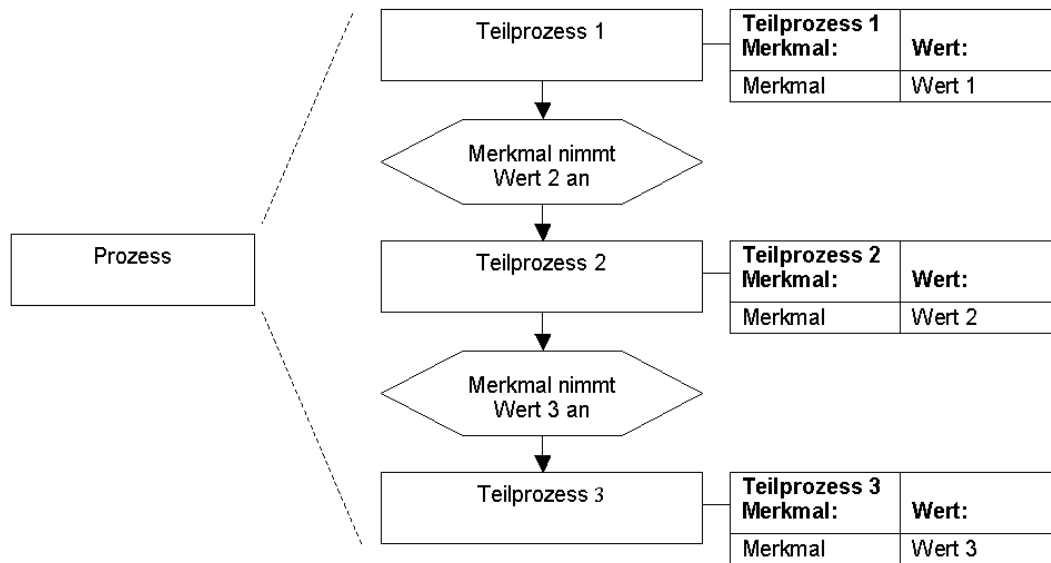 Teilprozess 1
Teilprozess 1
Merkmal: Wert:
Merkmal Wert 1
Merkmal nimmt
Wert 2 an
Prozess
Teilprozess 2
Teilprozess 2
Merkmal: Wert:
Merkmal Wert 2
Merkmal nimmt
Wert 3 an
Teilprozess 3
Teilprozess 3
Merkmal: Wert:
Merkmal Wert 3